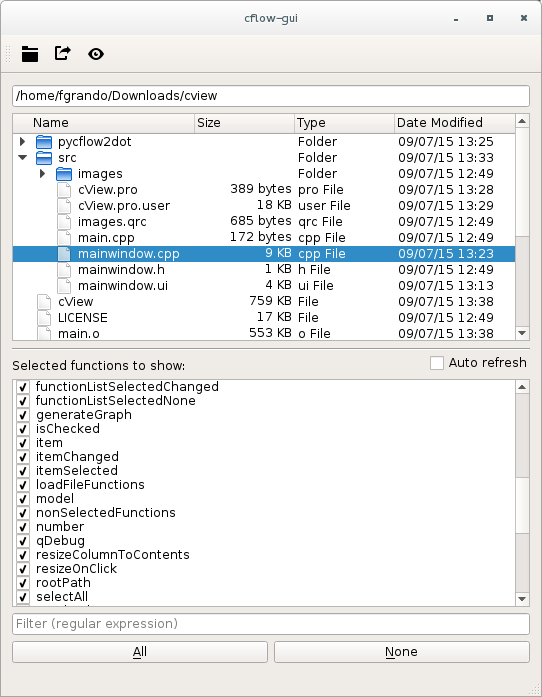 cflow-gui
/home/fgrando/Downloads/cview
Name Size Type Date Modified
pycflow2dot Folder 09/07/15 13:25
src Folder 09/07/15 13:33
images Folder 09/07/15 12:49
cView.pro 389 bytes pro File 09/07/15 13:28
cView.pro.user 18 KB user File 09/07/15 13:29
images.qrc 685 bytes qrc File 09/07/15 12:49
main.cpp 172 bytes cpp File 09/07/15 12:49
mainwindow.cpp 9 KB cpp File 09/07/15 13:23
mainwindow.h 1 KB h File 09/07/15 12:49
mainwindow.ui 4 KB ui File 09/07/15 13:13
cView 759 KB File 09/07/15 13:38
LICENSE 17 KB File 09/07/15 12:49
main.o 553 KB o File 09/07/15 13:38
Selected functions to show: Auto refresh
functionListSelectedChanged
functionListSelectedNone
generateGraph
isChecked
item
itemChanged
itemSelected
loadFileFunctions
model
nonSelectedFunctions
number
qDebug
resizeColumnToContents
resizeOnClick
rootPath
selectAll
Filter (regular expression)
All None